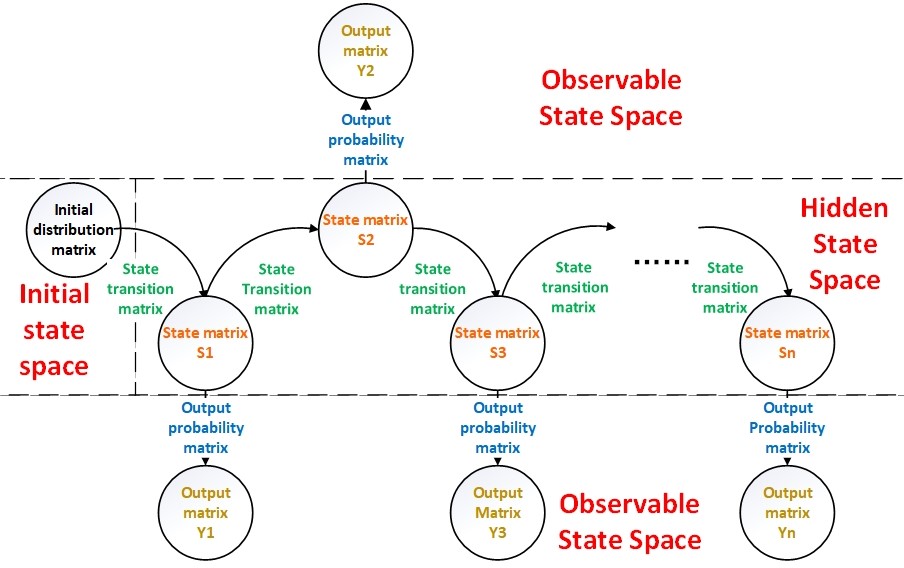 Output
matrix
Y2
Observable
State Space
Output
probability
matrix
Initial
distribution
matrix
State matrix
S2
Hidden
State
Space
State
transition
matrix
State
Transition
matrix
State
transition
matrix
State
transition
matrix
......
State
transition
matrix
Initial
state
space
State matrix
S1
State matrix
S3
State matrix
Sn
Output
probability
matrix
Output
probability
matrix
Output
Probability
matrix
Output
matrix
Y1
Output
Matrix
Y3
Observable
State Space
Output
matrix
Yn